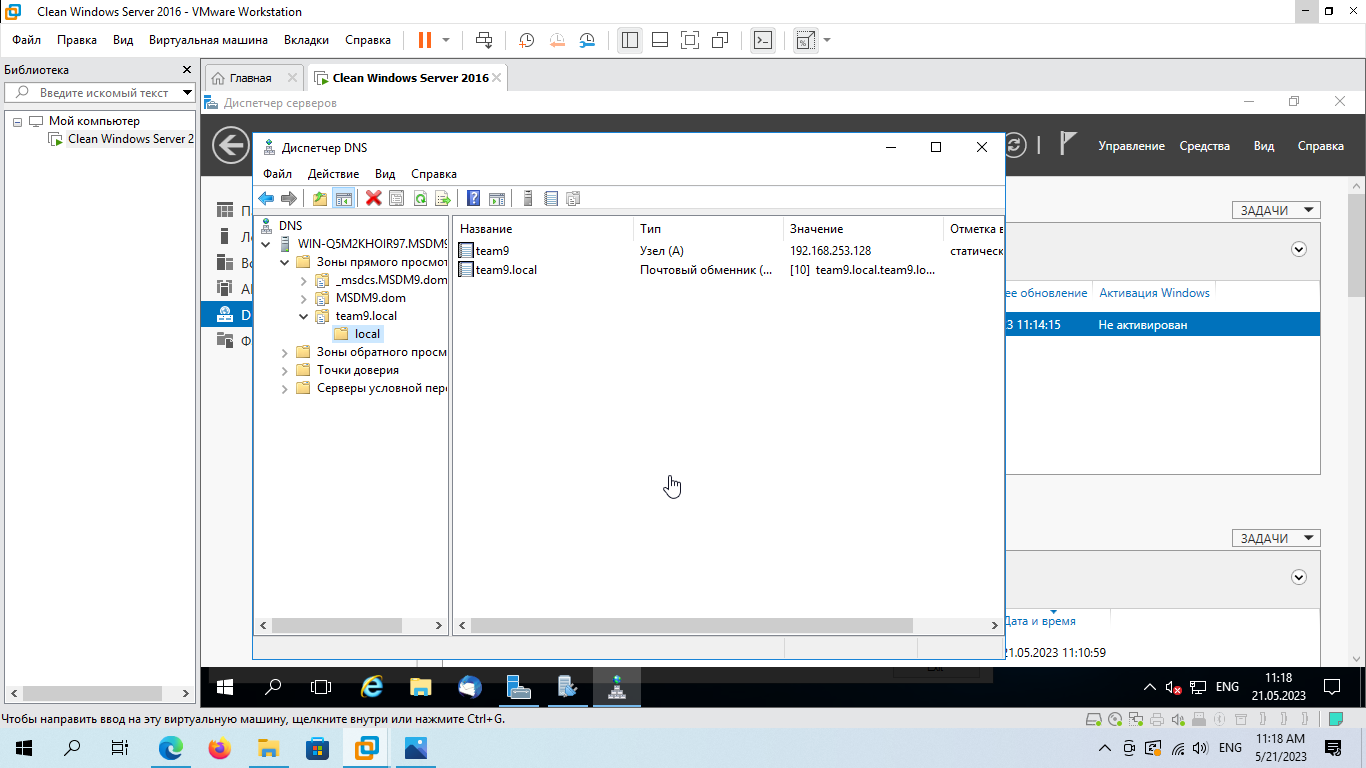 Clean Windows Server 2016 - VMware Workstation
Файл Правка Вид Виртуальная машина Вкладки Справка
Библиотека
Введите искомый текст
Мой компьютер
Clean Windows Server 2
Главная
Clean Windows Server 2016
Диспетчер серверов
Управление Средства Вид Справка
Диспетчер DNS
Файл Действие Вид Справка
DNS
WIN-Q5M2KHOIR97.MSDM9
Зоны прямого просмот
_msdcs.MSDM9.dom
MSDM9.dom
team9.local
local
Зоны обратного просм
Точки доверия
Серверы условной пере
Название Тип Значение Отметка в
team9 Узел (A) 192.168.253.128 статическ
team9.local Почтовый обменник (... [10] team9.local.team9.lo...
ЗАДАЧИ
ее обновление Активация Windows
3 11:14:15 Не активирован
ЗАДАЧИ
Дата и время
21.05.2023 11:10:59
ENG
11:18
21.05.2023
Чтобы направить ввод на эту виртуальную машину, щелкните внутри или нажмите Ctrl+G.
ENG
11:18 AM
5/21/2023